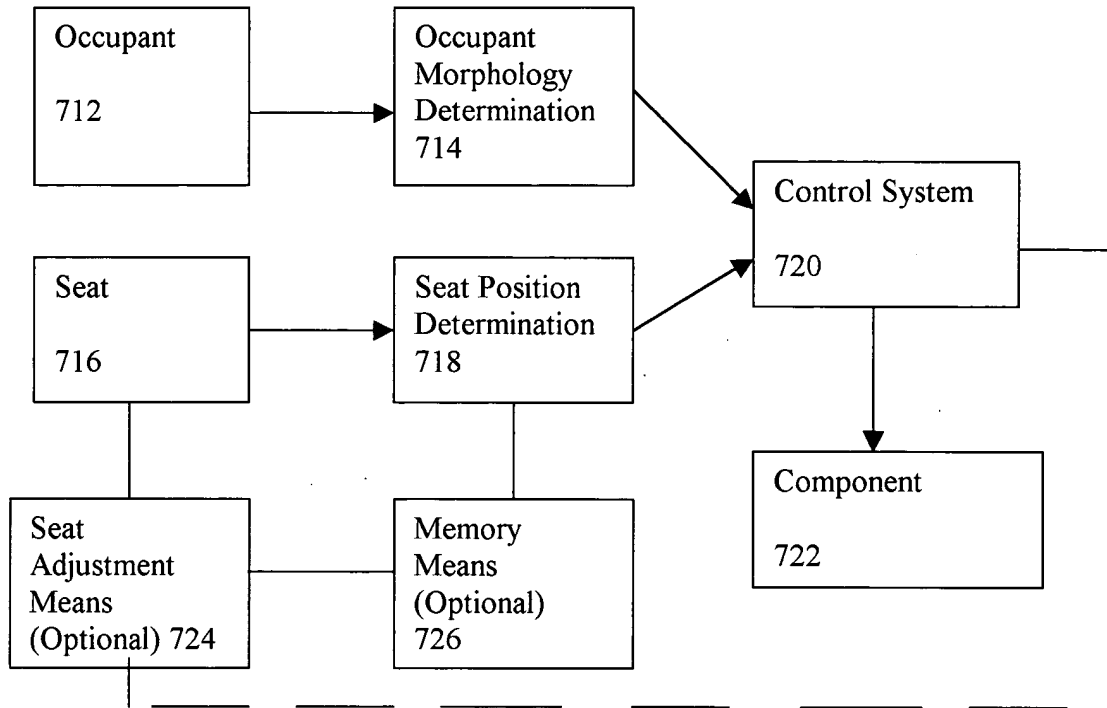 Occupant
712
Occupant
Morphology
Determination
714
Control System
720
Seat
716
Seat Position
Determination
718
Component
722
Seat
Adjustment
Means
(Optional) 724
Memory
Means
(Optional)
726